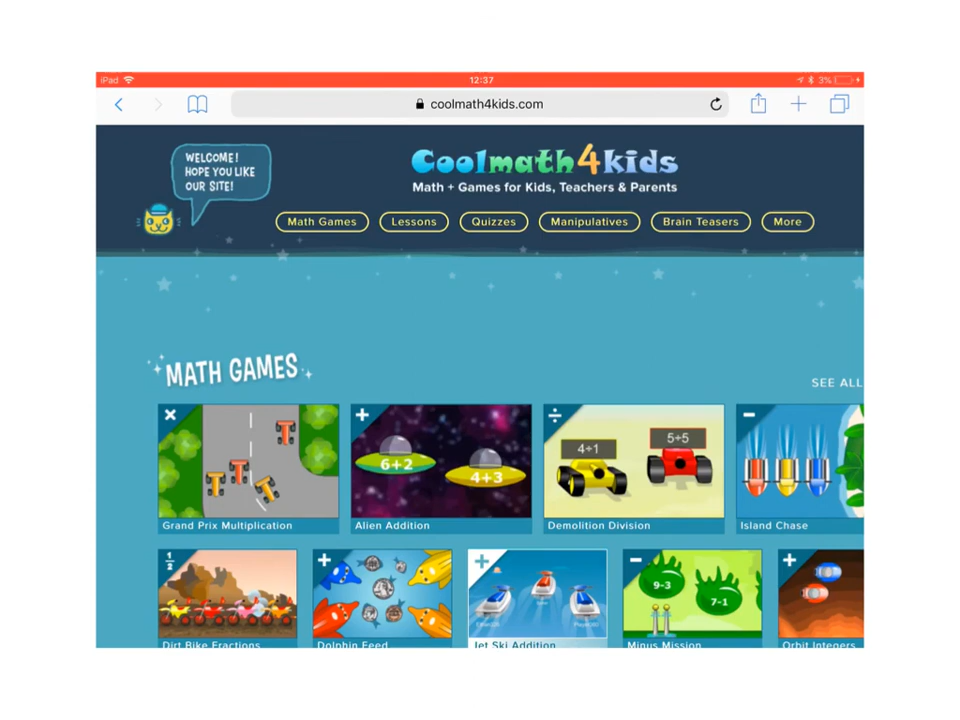 iPad
12:37
3%
coolmath4kids.com
WELCOME!
HOPE YOU LIKE
OUR SITE!
Coolmath4kids
Math + Games for Kids, Teachers & Parents
Math Games
Lessons
Quizzes
Manipulatives
Brain Teasers
More
MATH GAMES
SEE ALL
×
+
6+2
4+3
÷
4÷1
5÷5
−
Grand Prix Multiplication
Alien Addition
Demolition Division
Island Chase
1/2
+
+
−
9-3
7-1
+
Dirt Bike Fractions
Dolphin Feed
Jet Ski Addition
Minus Mission
Orbit Integers